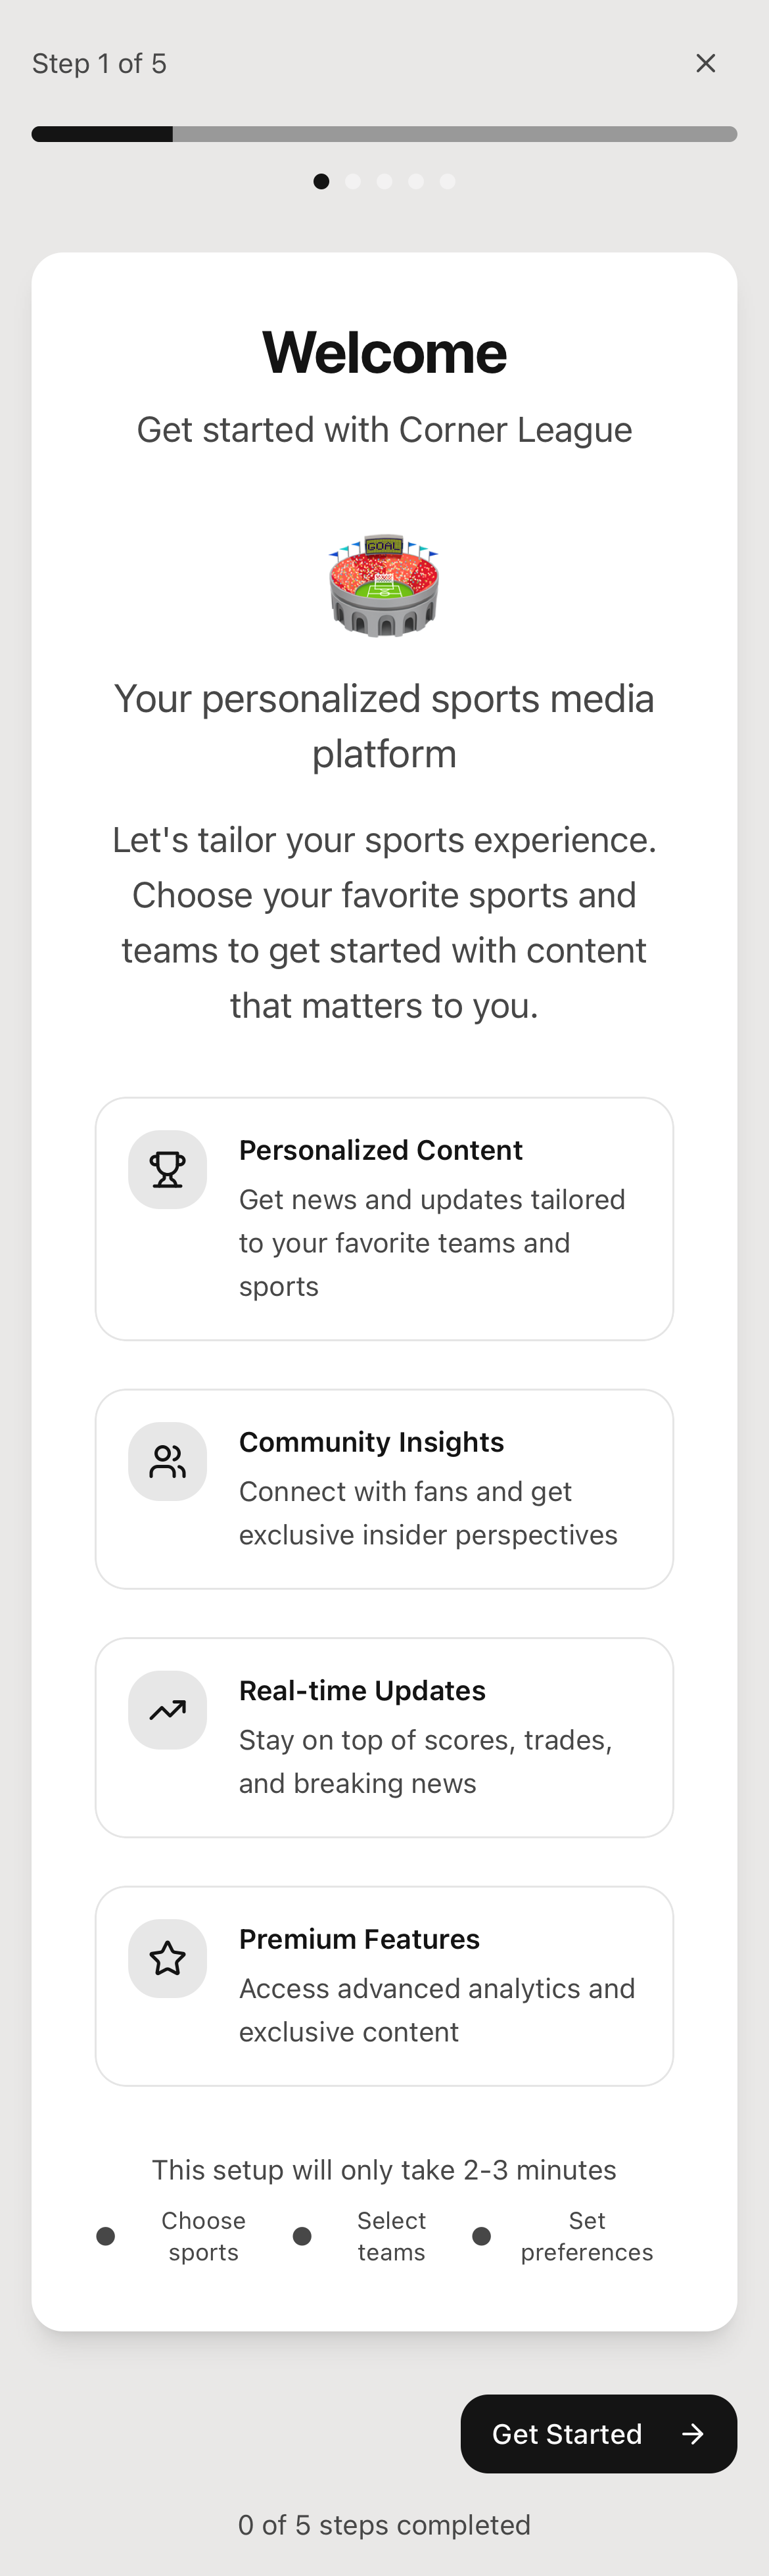 Step 1 of 5
Welcome
Get started with Corner League
GOAL
Your personalized sports media
platform
Let's tailor your sports experience.
Choose your favorite sports and
teams to get started with content
that matters to you.
Personalized Content
Get news and updates tailored
to your favorite teams and
sports
Community Insights
Connect with fans and get
exclusive insider perspectives
Real-time Updates
Stay on top of scores, trades,
and breaking news
Premium Features
Access advanced analytics and
exclusive content
This setup will only take 2-3 minutes
Choose
sports
Select
teams
Set
preferences
Get Started
0 of 5 steps completed